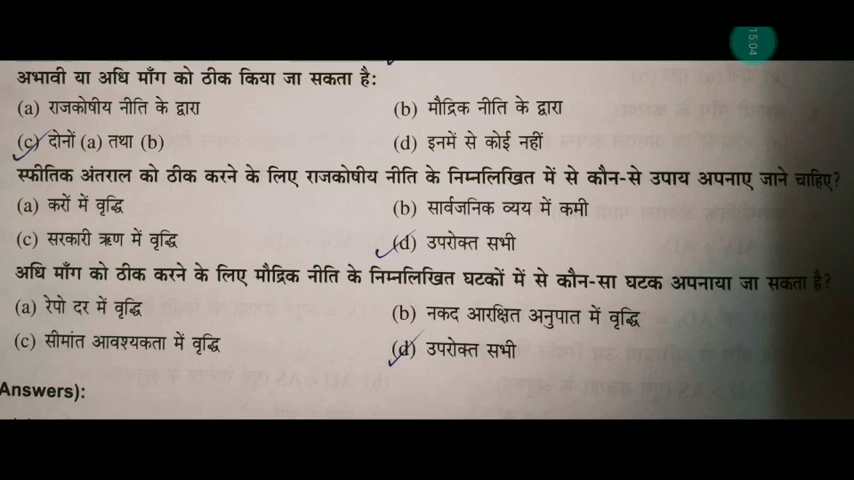 15:04
अभावी या अधि माँग को ठीक किया जा सकता है:
(a) राजकोषीय नीति के द्वारा (b) मौद्रिक नीति के द्वारा
(c) दोनों (a) तथा (b) (d) इनमें से कोई नहीं
स्फीतिक अंतराल को ठीक करने के लिए राजकोषीय नीति के निम्नलिखित में से कौन-से उपाय अपनाए जाने चाहिए?
(a) करों में वृद्धि (b) सार्वजनिक व्यय में कमी
(c) सरकारी ऋण में वृद्धि (d) उपरोक्त सभी
अधि माँग को ठीक करने के लिए मौद्रिक नीति के निम्नलिखित घटकों में से कौन-सा घटक अपनाया जा सकता है?
(a) रेपो दर में वृद्धि (b) नकद आरक्षित अनुपात में वृद्धि
(c) सीमांत आवश्यकता में वृद्धि (d) उपरोक्त सभी
Answers):